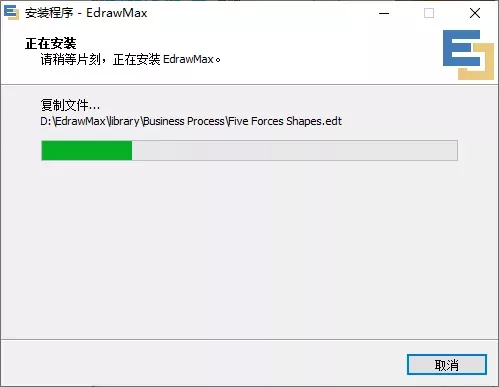 安装程序 - EdrawMax
正在安装
请稍等片刻，正在安装 EdrawMax。
复制文件...
D:\EdrawMax\library\Business Process\Five Forces Shapes.edt
取消